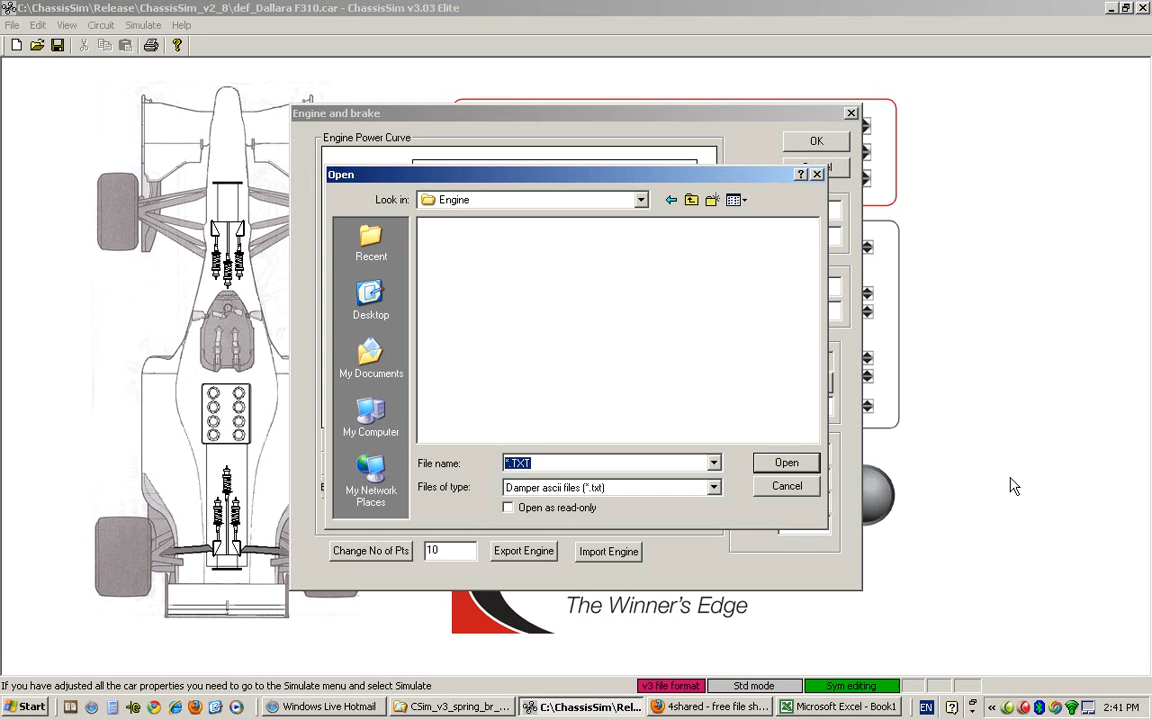 C:\ChassisSim\Release\ChassisSim_v2_8\def_Dallara F310.car - ChassisSim v3.03 Elite
File Edit View Circuit Simulate Help
Engine and brake
Engine Power Curve
OK
Open
Look in: Engine
Recent
Desktop
My Documents
My Computer
My Network Places
File name: *.TXT
Open
Files of type: Damper ascii files (*.txt)
Cancel
Open as read-only
Change No of Pts 10 Export Engine Import Engine
The Winner's Edge
If you have adjusted all the car properties you need to go to the Simulate menu and select Simulate
v3 file format Std mode Sym editing
Start Windows Live Hotmail CSim_v3_spring_br_... C:\ChassisSim\Rel... 4shared - free file sh... Microsoft Excel - Book1 EN 2:41 PM